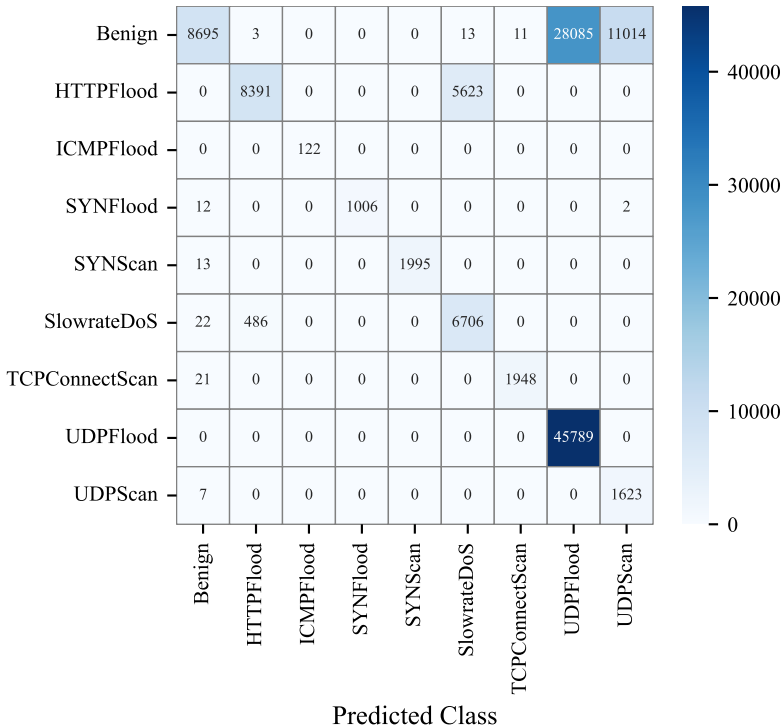 Benign 8695 3 0 0 0 13 11 28085 11014
HTTPFlood 0 8391 0 0 0 5623 0 0 0
ICMPFlood 0 0 122 0 0 0 0 0 0
SYNFlood 12 0 0 1006 0 0 0 0 2
SYNScan 13 0 0 0 1995 0 0 0 0
SlowrateDoS 22 486 0 0 0 6706 0 0 0
TCPConnectScan 21 0 0 0 0 0 1948 0 0
UDPFlood 0 0 0 0 0 0 0 45789 0
UDPScan 7 0 0 0 0 0 0 0 1623
Benign
HTTPFlood
ICMPFlood
SYNFlood
SYNScan
SlowrateDoS
TCPConnectScan
UDPFlood
UDPScan
Predicted Class
40000
30000
20000
10000
0